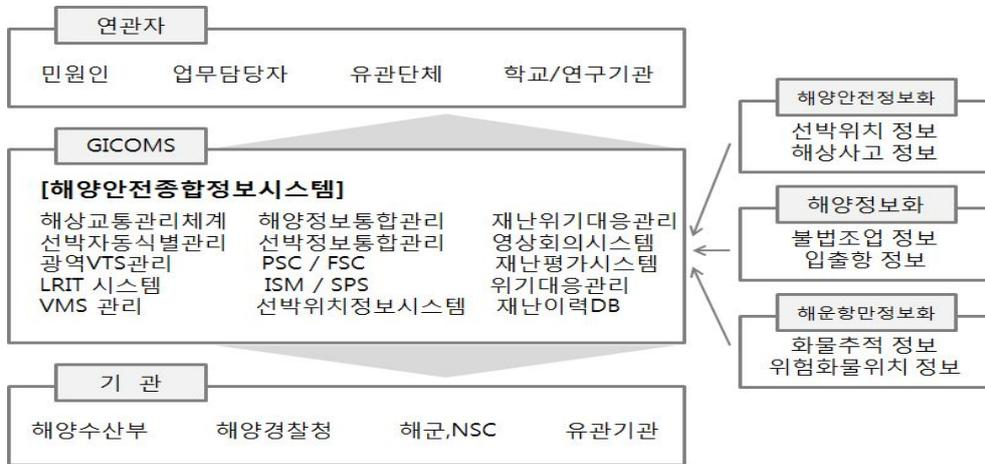 연관자
민원인 업무담당자 유관단체 학교/연구기관
GICOMS
[해양안전종합정보시스템]
해상교통관리체계 해양정보통합관리 재난위기대응관리
선박자동식별관리 선박정보통합관리 영상회의시스템
광역VTS관리 PSC / FSC 재난평가시스템
LRIT 시스템 ISM / SPS 위기대응관리
VMS 관리 선박위치정보시스템 재난이력DB
기 관
해양수산부 해양경찰청 해군,NSC 유관기관
해양안전정보화
선박위치 정보
해상사고 정보
해양정보화
불법조업 정보
입출항 정보
해운항만정보화
화물추적 정보
위험화물위치 정보